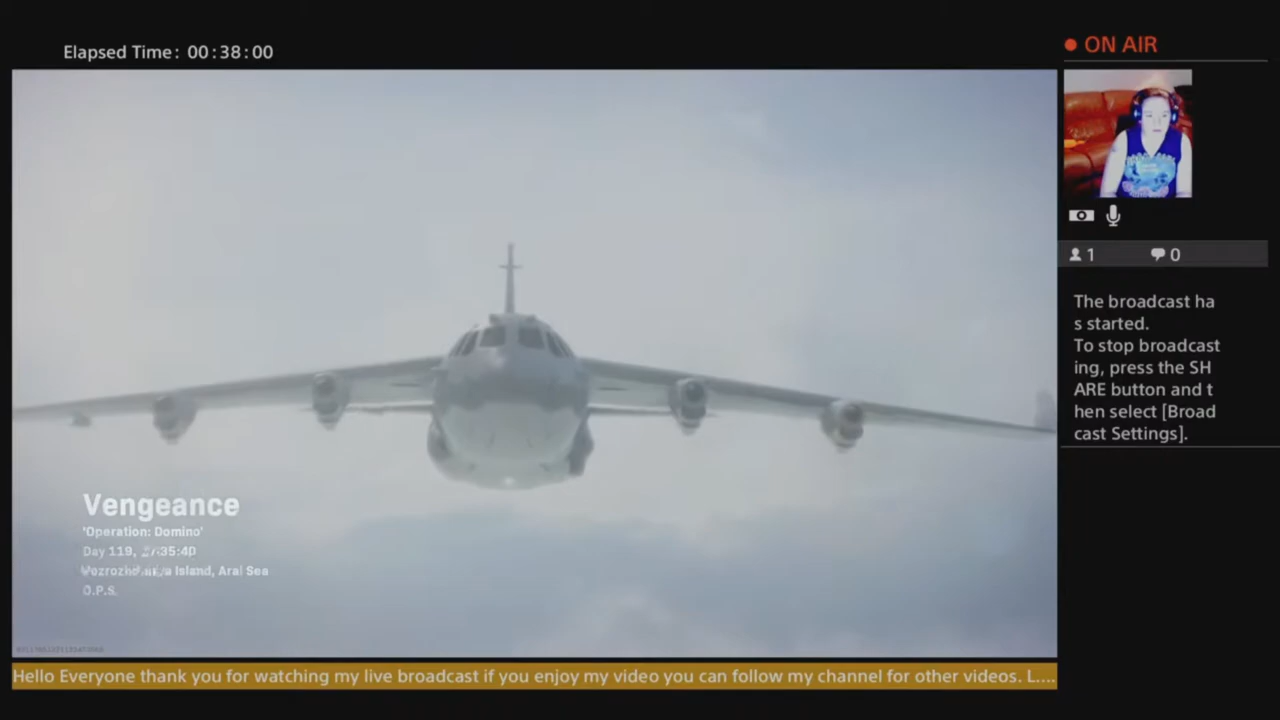 Elapsed Time: 00:38:00
ON AIR
1
0
The broadcast ha
s started.
To stop broadcast
ing, press the SH
ARE button and t
hen select [Broad
cast Settings].
Vengeance
'Operation: Domino'
Day 119,
Island, Aral Sea
O.P.S.
Hello Everyone thank you for watching my live broadcast if you enjoy my video you can follow my channel for other videos. L....